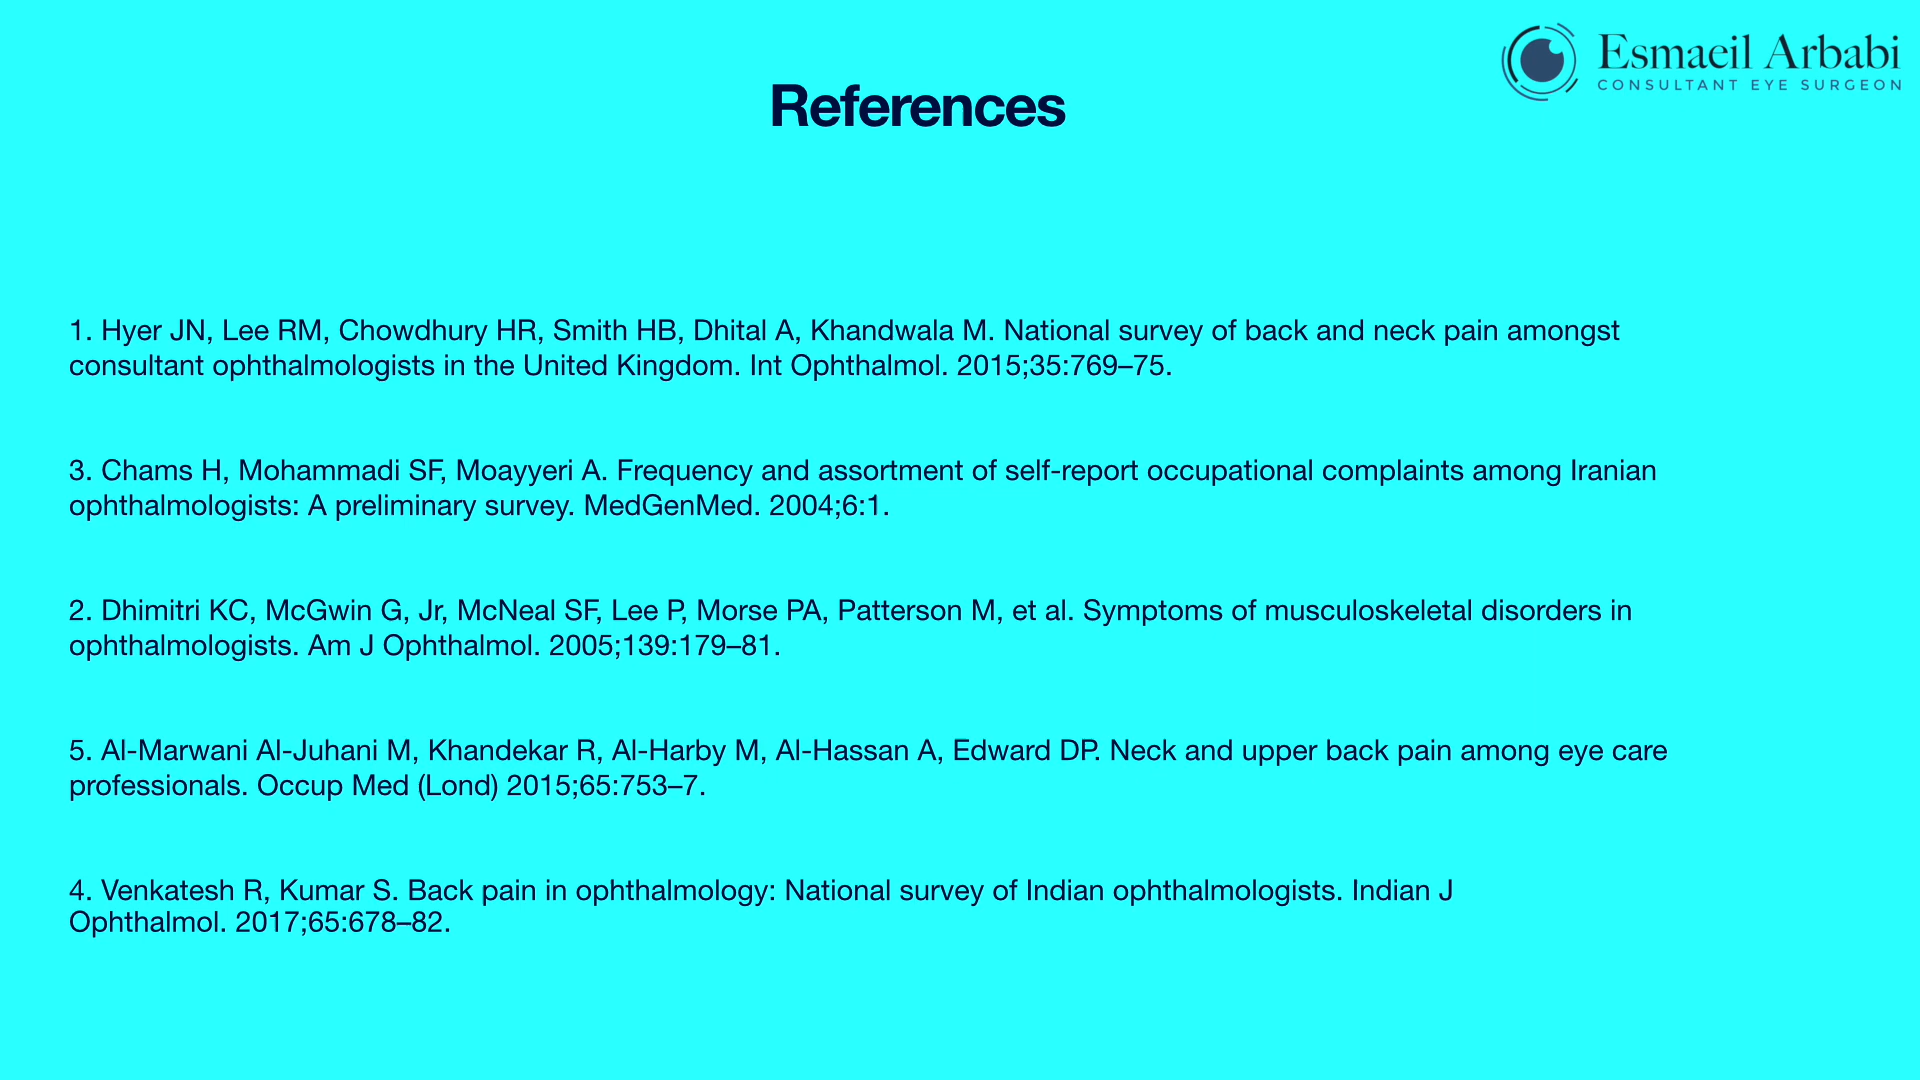 Esmaeil Arbabi
CONSULTANT EYE SURGEON
References
1. Hyer JN, Lee RM, Chowdhury HR, Smith HB, Dhital A, Khandwala M. National survey of back and neck pain amongst
consultant ophthalmologists in the United Kingdom. Int Ophthalmol. 2015;35:769–75.
3. Chams H, Mohammadi SF, Moayyeri A. Frequency and assortment of self-report occupational complaints among Iranian
ophthalmologists: A preliminary survey. MedGenMed. 2004;6:1.
2. Dhimitri KC, McGwin G, Jr, McNeal SF, Lee P, Morse PA, Patterson M, et al. Symptoms of musculoskeletal disorders in
ophthalmologists. Am J Ophthalmol. 2005;139:179–81.
5. Al-Marwani Al-Juhani M, Khandekar R, Al-Harby M, Al-Hassan A, Edward DP. Neck and upper back pain among eye care
professionals. Occup Med (Lond) 2015;65:753–7.
4. Venkatesh R, Kumar S. Back pain in ophthalmology: National survey of Indian ophthalmologists. Indian J
Ophthalmol. 2017;65:678–82.